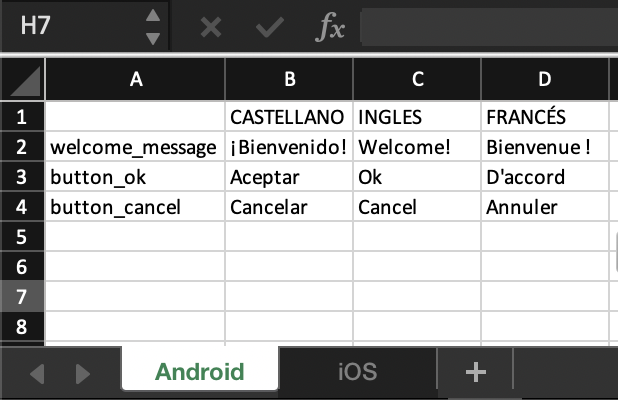 H7 fx
A B C D
1 CASTELLANO INGLES FRANCÉS
2 welcome_message ¡Bienvenido! Welcome! Bienvenue !
3 button_ok Aceptar Ok D'accord
4 button_cancel Cancelar Cancel Annuler
5
6
7
8
Android iOS +